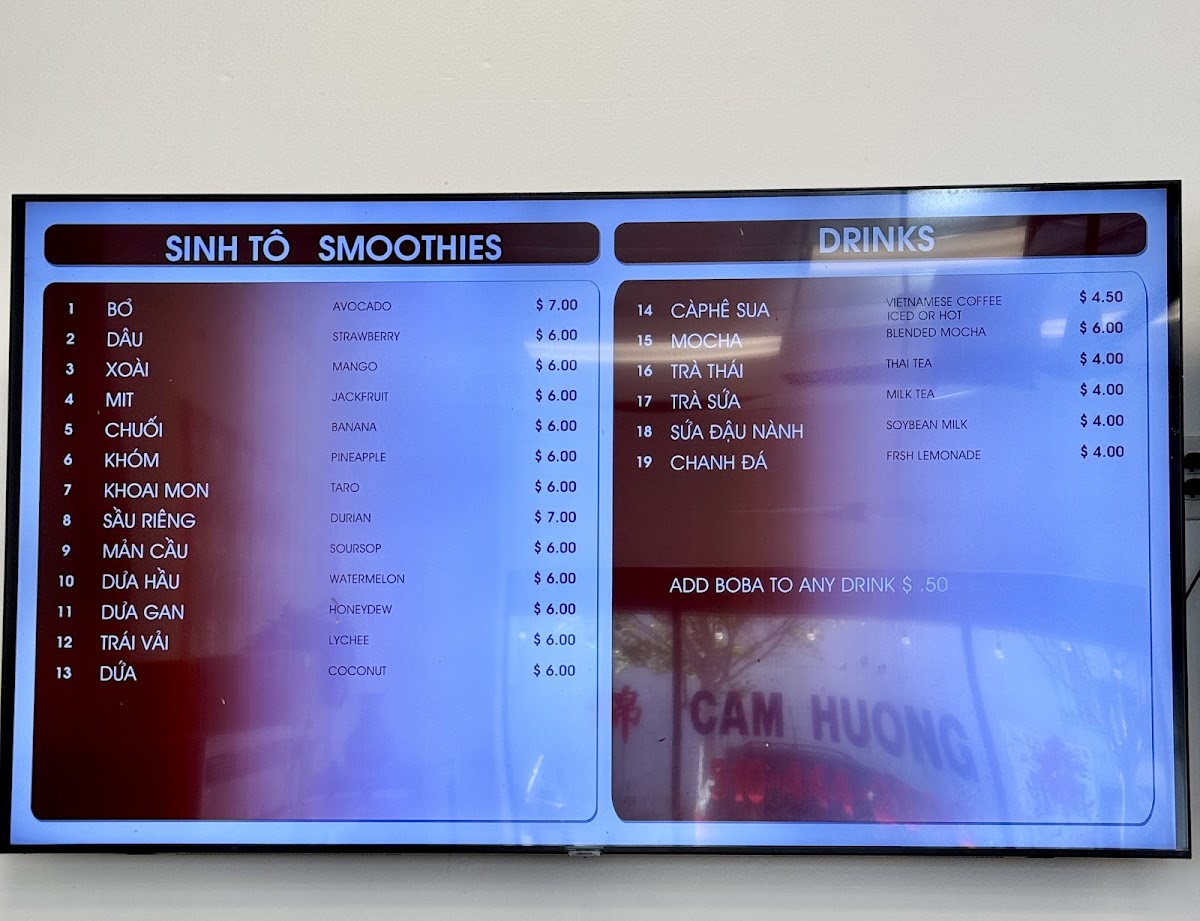 SINH TÔ SMOOTHIES
1 BỞ AVOCADO $ 7.00
2 DÂU STRAWBERRY $ 6.00
3 XOÀI MANGO $ 6.00
4 MIT JACKFRUIT $ 6.00
5 CHUỐI BANANA $ 6.00
6 KHÓM PINEAPPLE $ 6.00
7 KHOAI MON TARO $ 6.00
8 SẦU RIÊNG DURIAN $ 7.00
9 MẢN CẦU SOURSOP $ 6.00
10 DƯA HẦU WATERMELON $ 6.00
11 DƯA GAN HONEYDEW $ 6.00
12 TRÁI VẢI LYCHEE $ 6.00
13 DỨA COCONUT $ 6.00
DRINKS
14 CÀPHÊ SUA VIETNAMESE COFFEE $ 4.50
ICED OR HOT
15 MOCHA BLENDED MOCHA $ 6.00
16 TRÀ THÁI THAI TEA $ 4.00
17 TRÀ SỨA MILK TEA $ 4.00
18 SỨA ĐẬU NÀNH SOYBEAN MILK $ 4.00
19 CHANH ĐÁ FRSH LEMONADE $ 4.00
ADD BOBA TO ANY DRINK $ .50
CAM HUONG